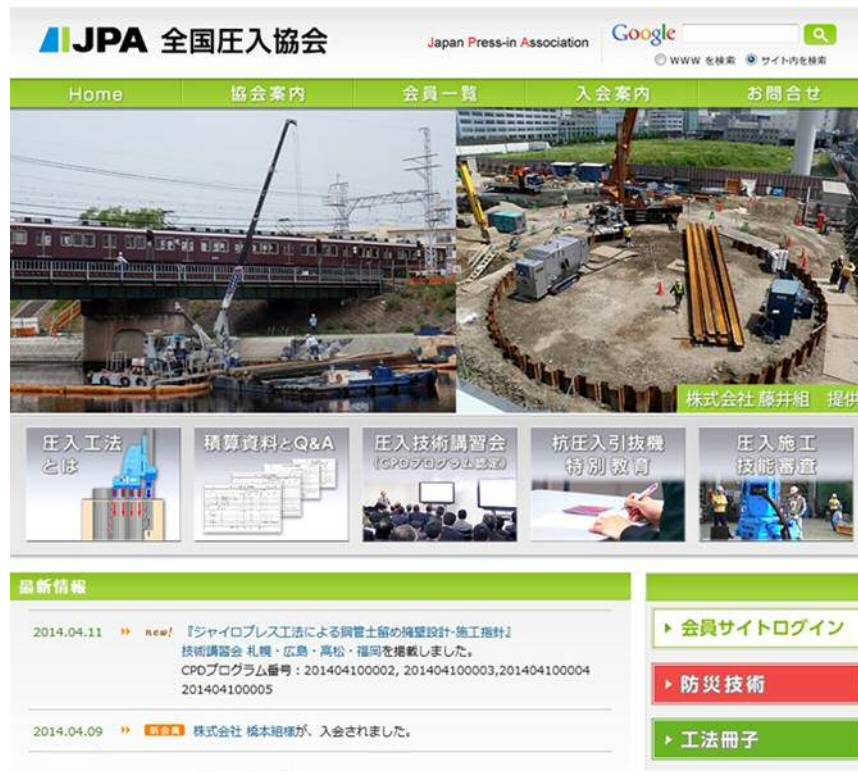 JPA 全国圧入協会
Japan Press-in Association
Google
WWW を検索 サイト内を検索
Home 協会案内 会員一覧 入会案内 お問合せ
株式会社 藤井組 提供
圧入工法
とは
積算資料とQ&A
圧入技術講習会
(CPDプログラム認定)
杭圧入引抜機
特別教育
圧入施工
技能審査
最新情報
2014.04.11 new! 『ジャイロプレス工法による鋼管土留め擁壁設計・施工指針』
技術講習会 札幌・広島・高松・福岡を掲載しました。
CPDプログラム番号：201404100002, 201404100003,201404100004
201404100005
2014.04.09 新会員 株式会社 橋本組様が、入会されました。
会員サイトログイン
防災技術
工法冊子